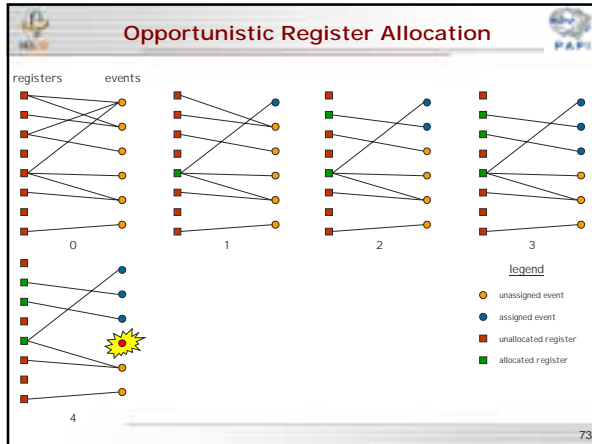 Opportunistic Register Allocation
PAPI
registers events
0
1
2
3
legend
unassigned event
assigned event
unallocated register
allocated register
4
73